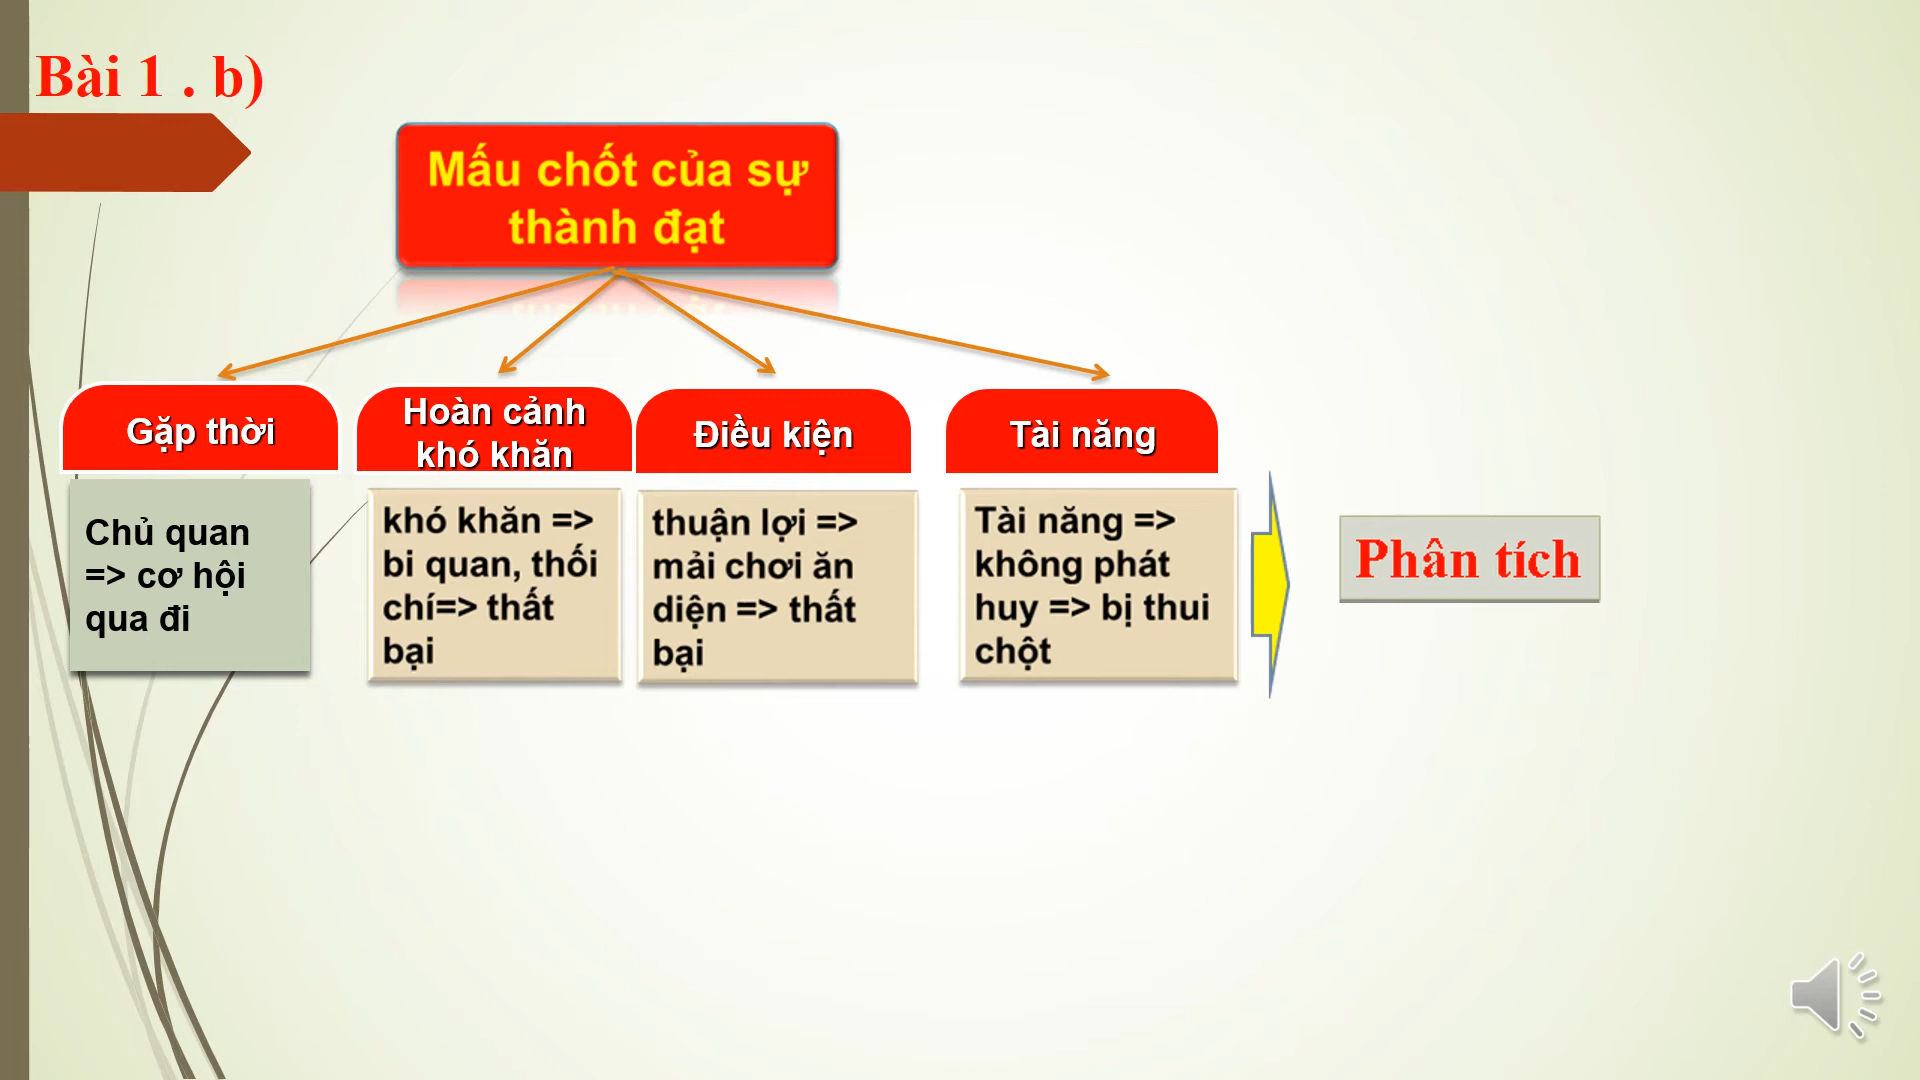 Bài 1 . b)
Mấu chốt của sự
thành đạt
Gặp thời
Hoàn cảnh
khó khăn
Điều kiện
Tài năng
Chủ quan
=> cơ hội
qua đi
khó khăn =>
bi quan, thối
chí=> thất
bại
thuận lợi =>
mải chơi ăn
diện => thất
bại
Tài năng =>
không phát
huy => bị thui
chột
Phân tích